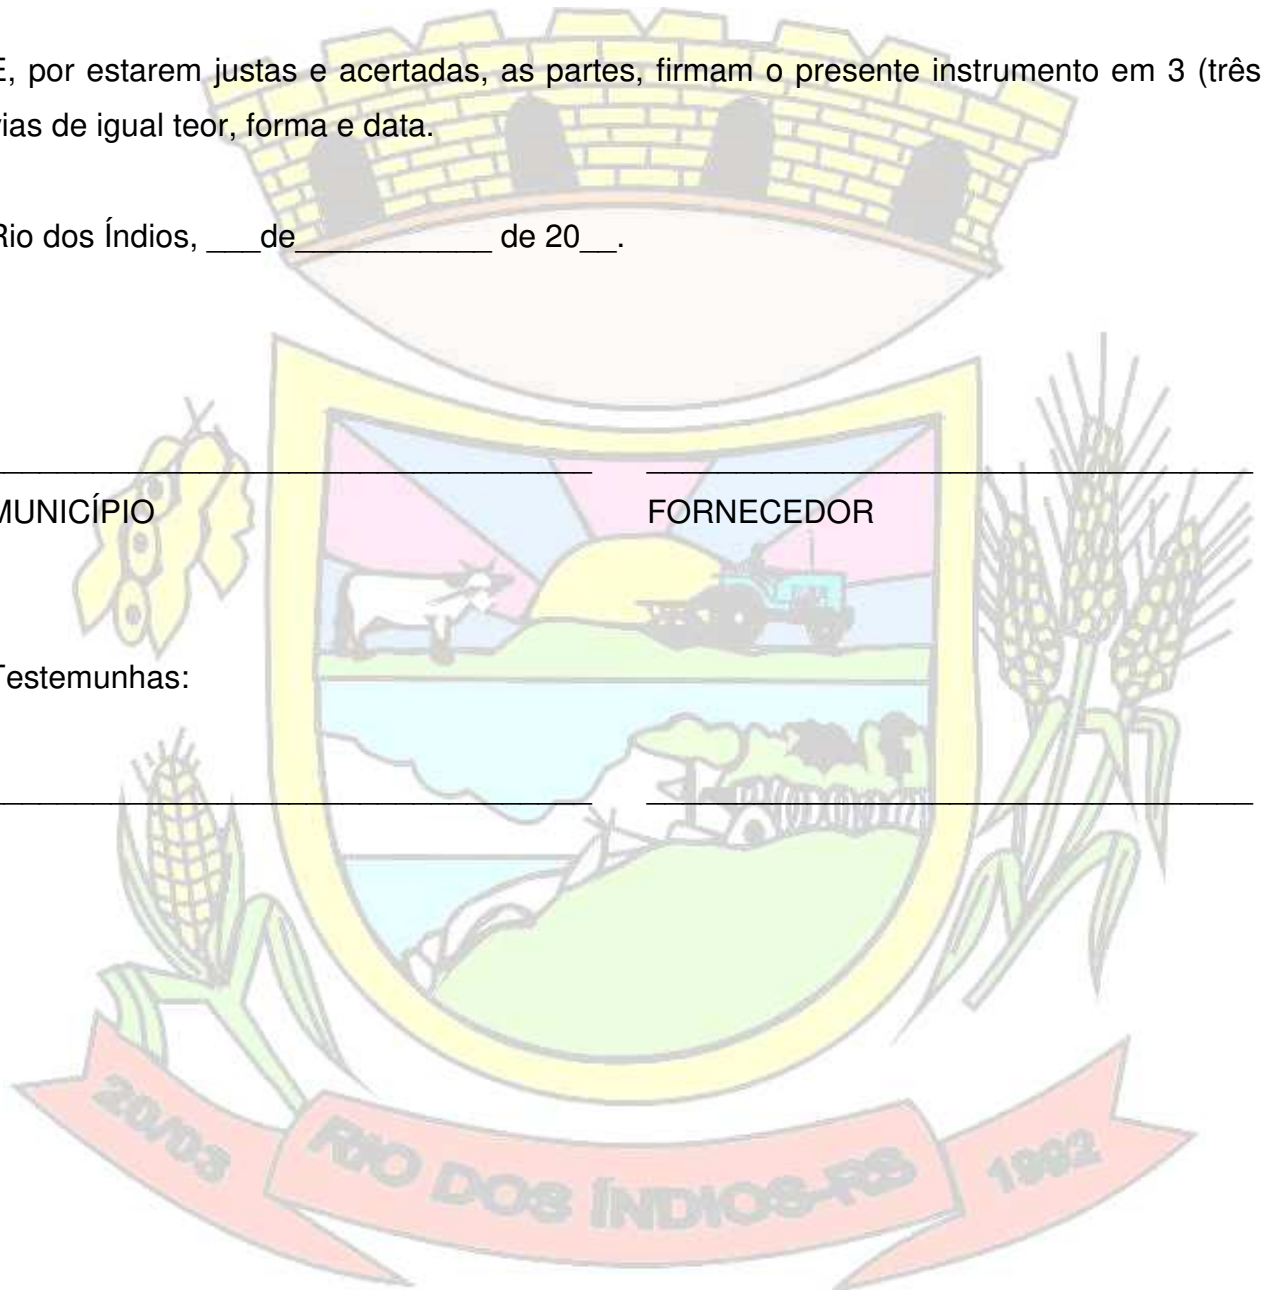 E, por estarem justas e acertadas, as partes, firmam o presente instrumento em 3 (três
vias de igual teor, forma e data.
Rio dos Índios, ___de___________ de 20__.
MUNICÍPIO FORNECEDOR
Testemunhas:
20/03 RIO DOS ÍNDIOS-RS 1992